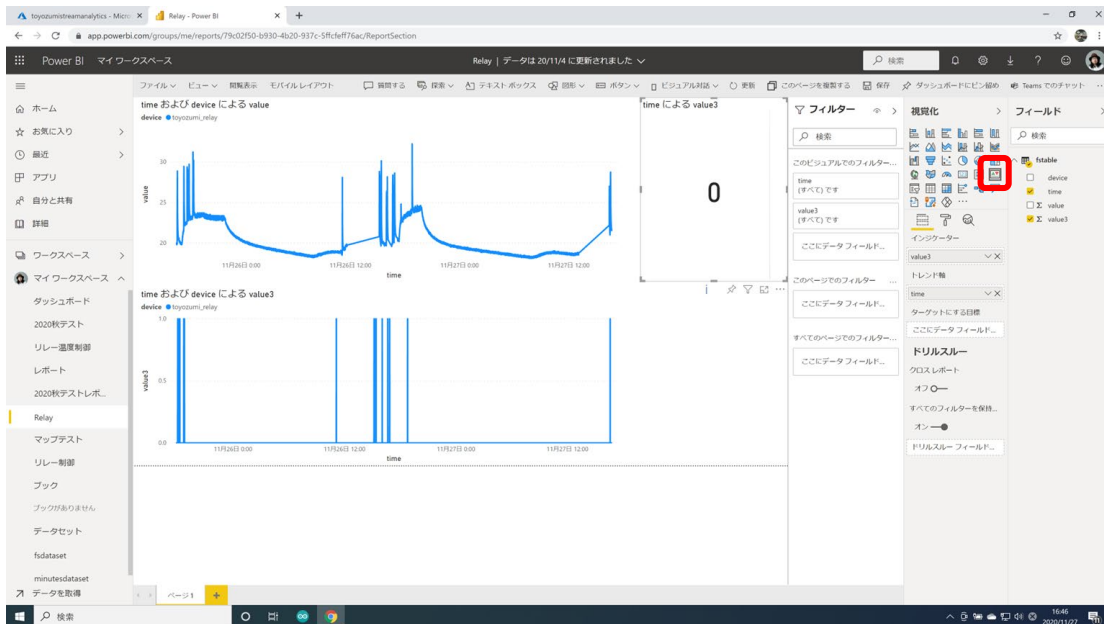 toyozumistreamanalytics - Micro
Relay - Power BI
app.powerbi.com/groups/me/reports/79c02f50-b930-4b20-937c-5ffcfeff76ac/ReportSection
Power BI マイ ワークスペース
Relay | データは 20/11/4 に更新されました
検索
ファイル ビュー 閲覧表示 モバイル レイアウト 質問する 探索 テキスト ボックス 図形 ボタン ビジュアル対話 更新 このページを複製する 保存 ダッシュボードにピン留め Teams でのチャット
ホーム
お気に入り
最近
アプリ
自分と共有
詳細
ワークスペース
マイ ワークスペース
ダッシュボード
2020秋テスト
リレー温度制御
レポート
2020秋テストレポ...
Relay
マップテスト
リレー制御
ブック
ブックがありません
データセット
fsdataset
minutesdataset
データを取得
time および device による value
device toyozumi_relay
value
30
25
20
11月26日 0:00 11月26日 12:00 11月27日 0:00 11月27日 12:00
time
time および device による value3
device toyozumi_relay
value3
1.0
0.5
0.0
11月26日 0:00 11月26日 12:00 11月27日 0:00 11月27日 12:00
time
time による value3
0
フィルター
検索
このビジュアルでのフィルター...
time
(すべて) です
value3
(すべて) です
ここにデータ フィールド...
このページでのフィルター ...
ここにデータ フィールド...
すべてのページでのフィルター...
ここにデータ フィールド...
視覚化
インジケーター
value3
トレンド軸
time
ターゲットにする目標
ここにデータ フィールド...
ドリルスルー
クロス レポート
オフ
すべてのフィルターを保持...
オン
ドリルスルー フィールド...
フィールド
検索
fstable
device
time
Σ value
Σ value3
ページ 1
検索
16:46
2020/11/27